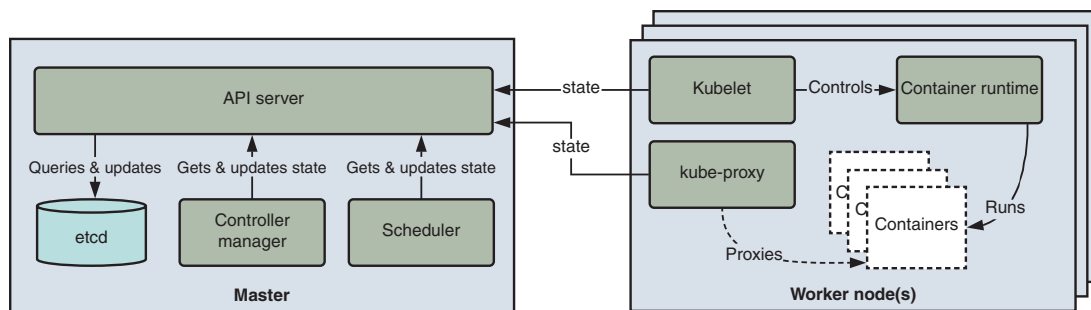 API server
Queries & updates
Gets & updates state
Gets & updates state
etcd
Controller
manager
Scheduler
Master
state
state
Kubelet
Controls
Container runtime
kube-proxy
C
C
Containers
Runs
Proxies
Worker node(s)